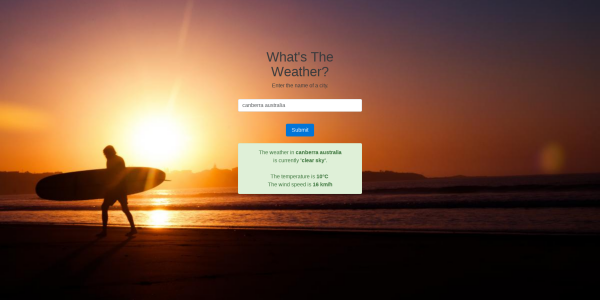 What's The
Weather?
Enter the name of a city.
canberra australia
Submit
The weather in canberra australia
is currently 'clear sky'.
The temperature is 10°C
The wind speed is 16 km/h